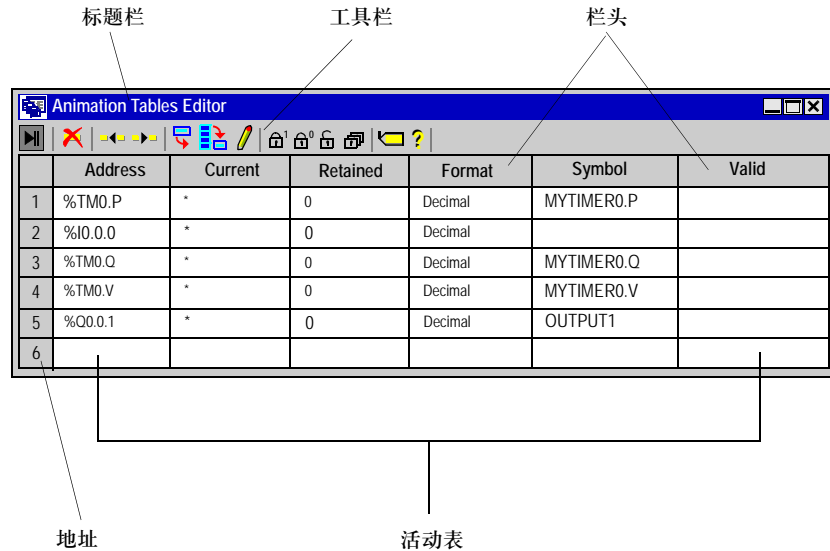 标题栏 工具栏 栏头
Animation Tables Editor
Address Current Retained Format Symbol Valid
1 %TM0.P * 0 Decimal MYTIMER0.P
2 %I0.0.0 * 0 Decimal
3 %TM0.Q * 0 Decimal MYTIMER0.Q
4 %TM0.V * 0 Decimal MYTIMER0.V
5 %Q0.0.1 * 0 Decimal OUTPUT1
6
地址 活动表